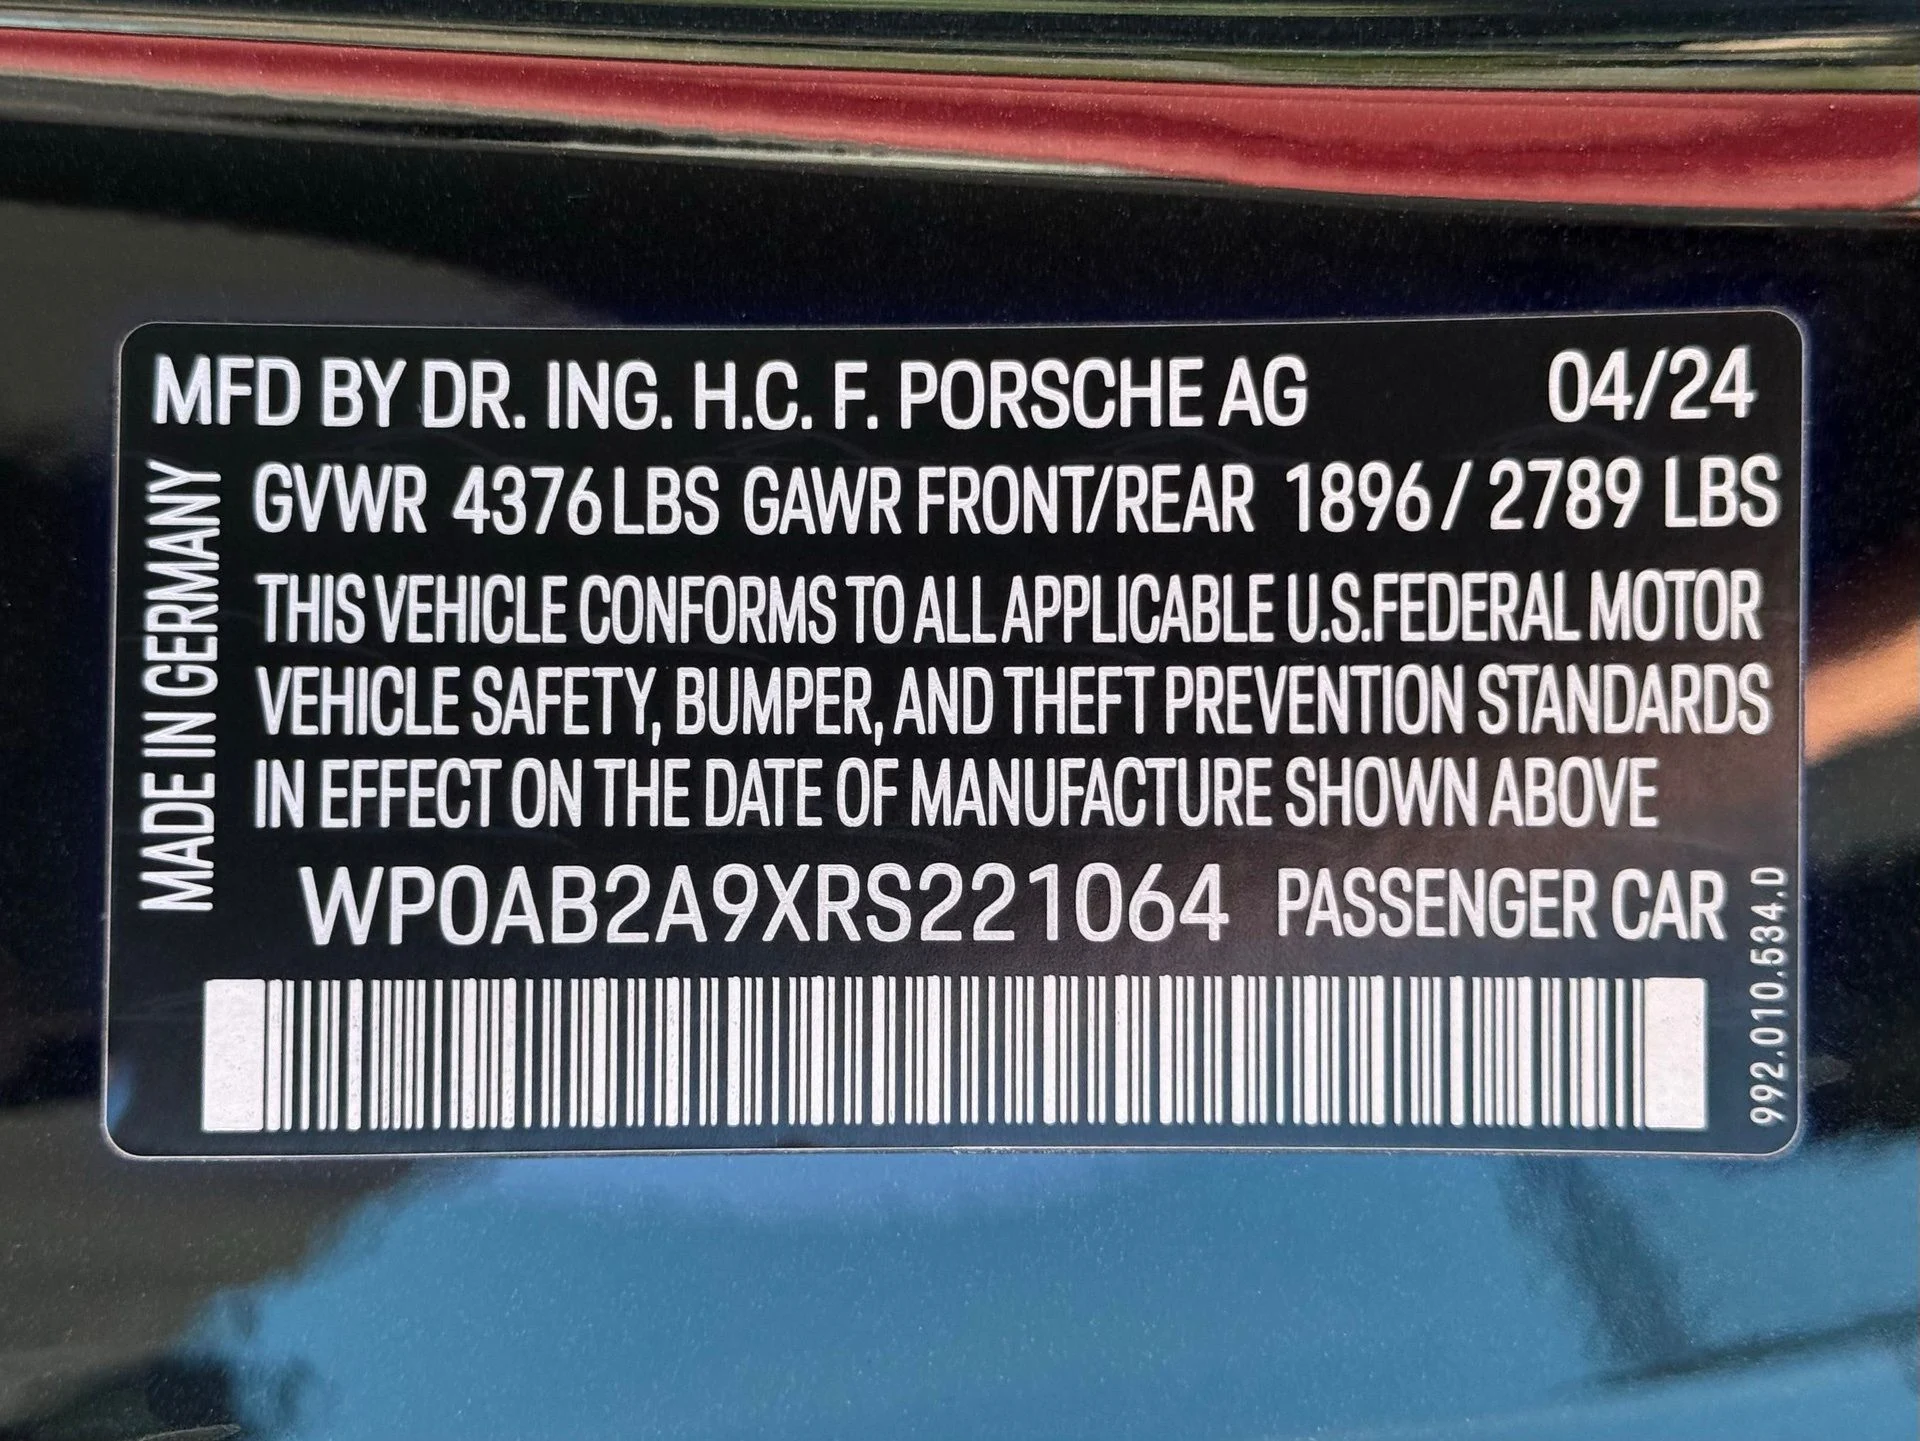 MFD BY DR. ING. H.C. F. PORSCHE AG 04/24
GVWR 4376 LBS GAWR FRONT/REAR 1896 / 2789 LBS
THIS VEHICLE CONFORMS TO ALL APPLICABLE U.S.FEDERAL MOTOR
VEHICLE SAFETY, BUMPER, AND THEFT PREVENTION STANDARDS
IN EFFECT ON THE DATE OF MANUFACTURE SHOWN ABOVE
WP0AB2A9XRS221064 PASSENGER CAR
MADE IN GERMANY
992.010.534.D